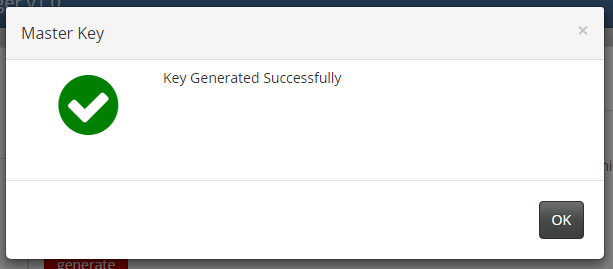 Master Key
×
Key Generated Successfully
OK
generate